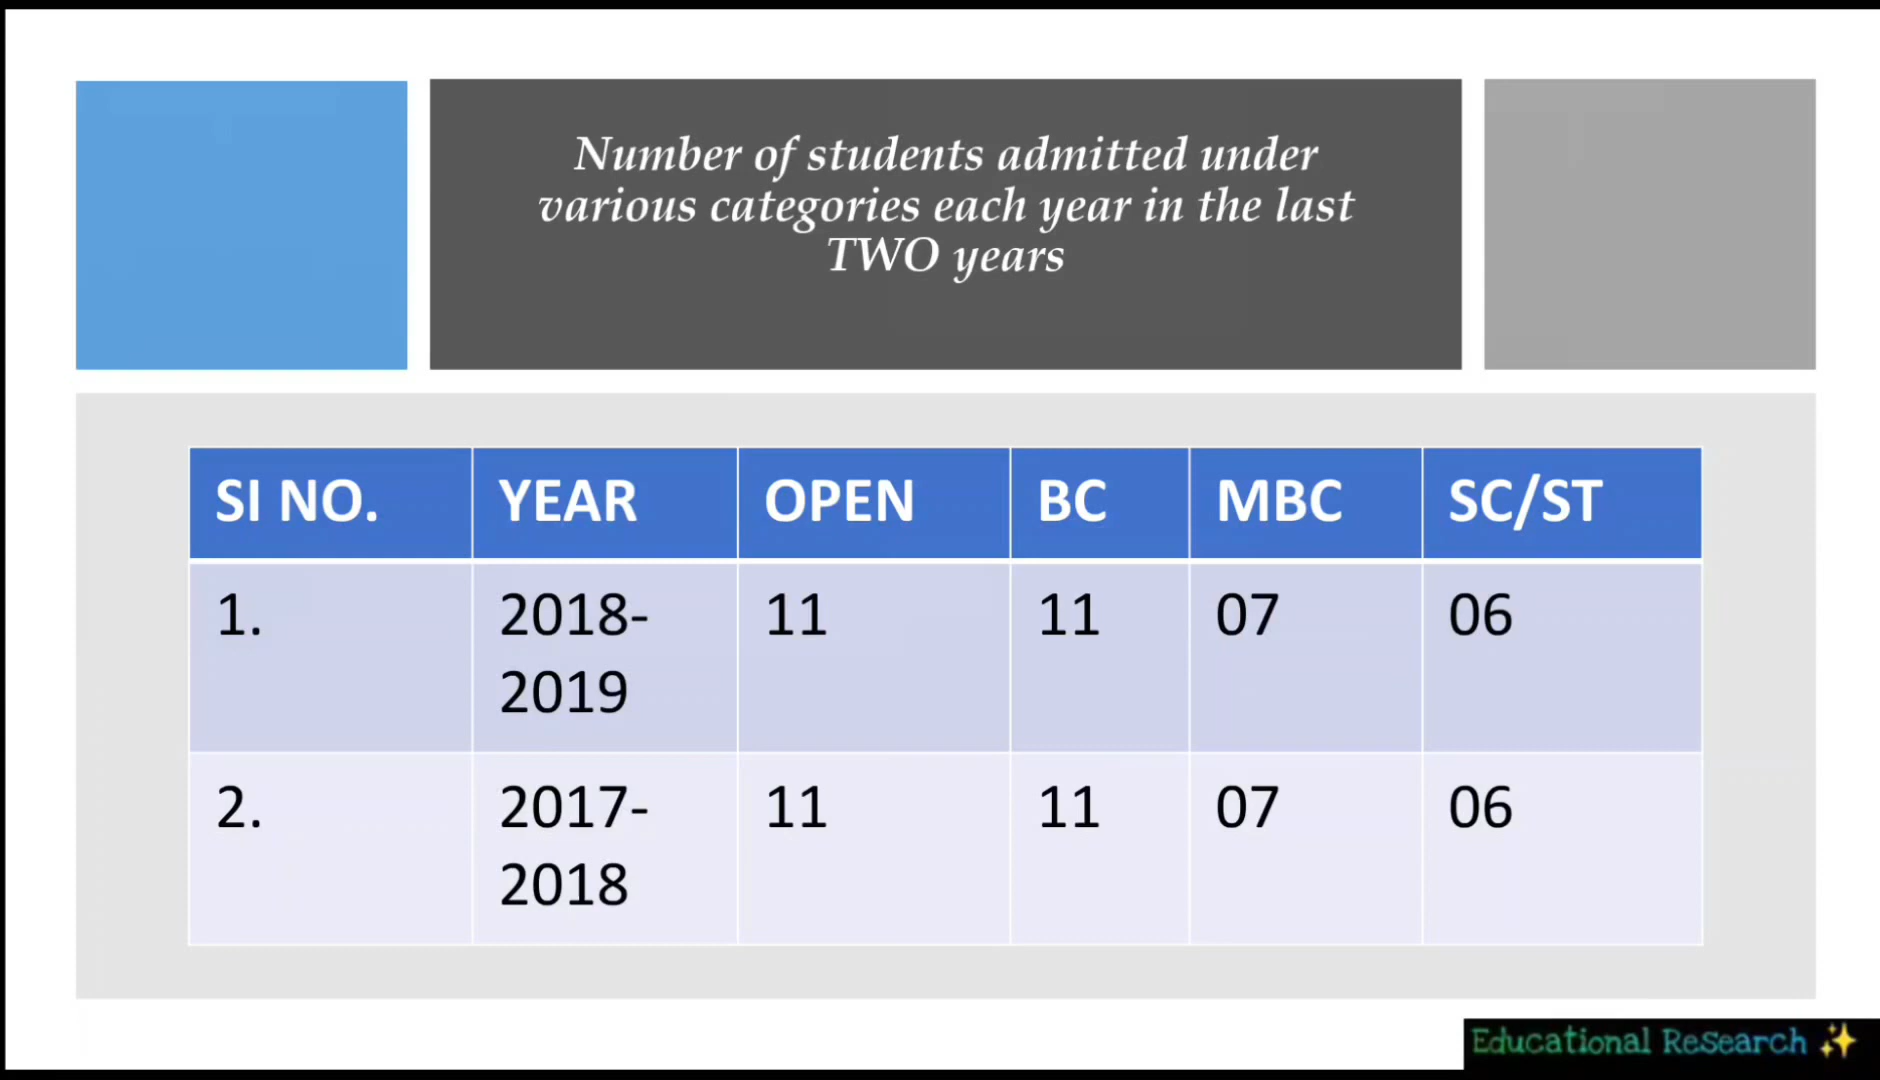 Number of students admitted under
various categories each year in the last
TWO years
SI NO. YEAR OPEN BC MBC SC/ST
1. 2018- 11 11 07 06
2019
2. 2017- 11 11 07 06
2018
Educational Research ✨